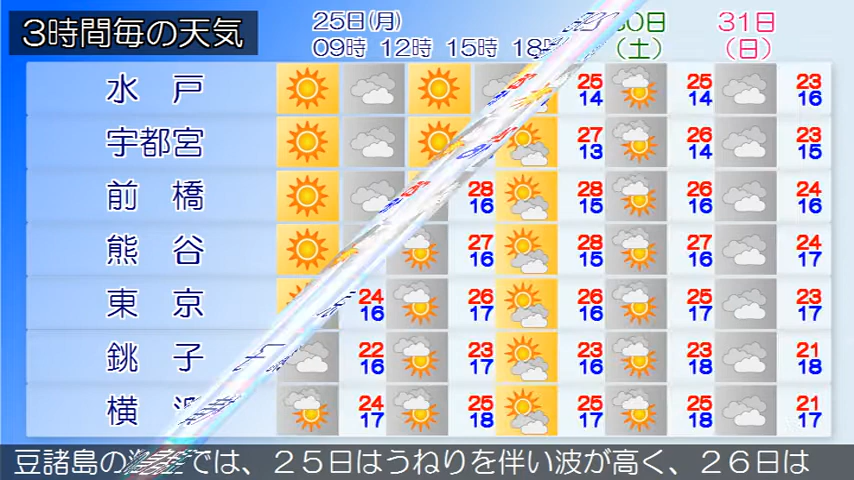 3時間毎の天気
25日(月) 30日 31日
09時 12時 15時 18時 (土) (日)
水戸 25 14 25 14 23 16
宇都宮 27 13 26 14 23 15
前橋 28 16 28 15 26 16 24 16
熊谷 27 16 28 15 27 16 24 17
東京 24 16 26 17 26 16 25 17 23 17
銚子 22 16 23 17 23 16 23 18 21 18
横 24 17 25 18 25 17 25 18 21 17
豆諸島の では、25日はうねりを伴い波が高く、26日は